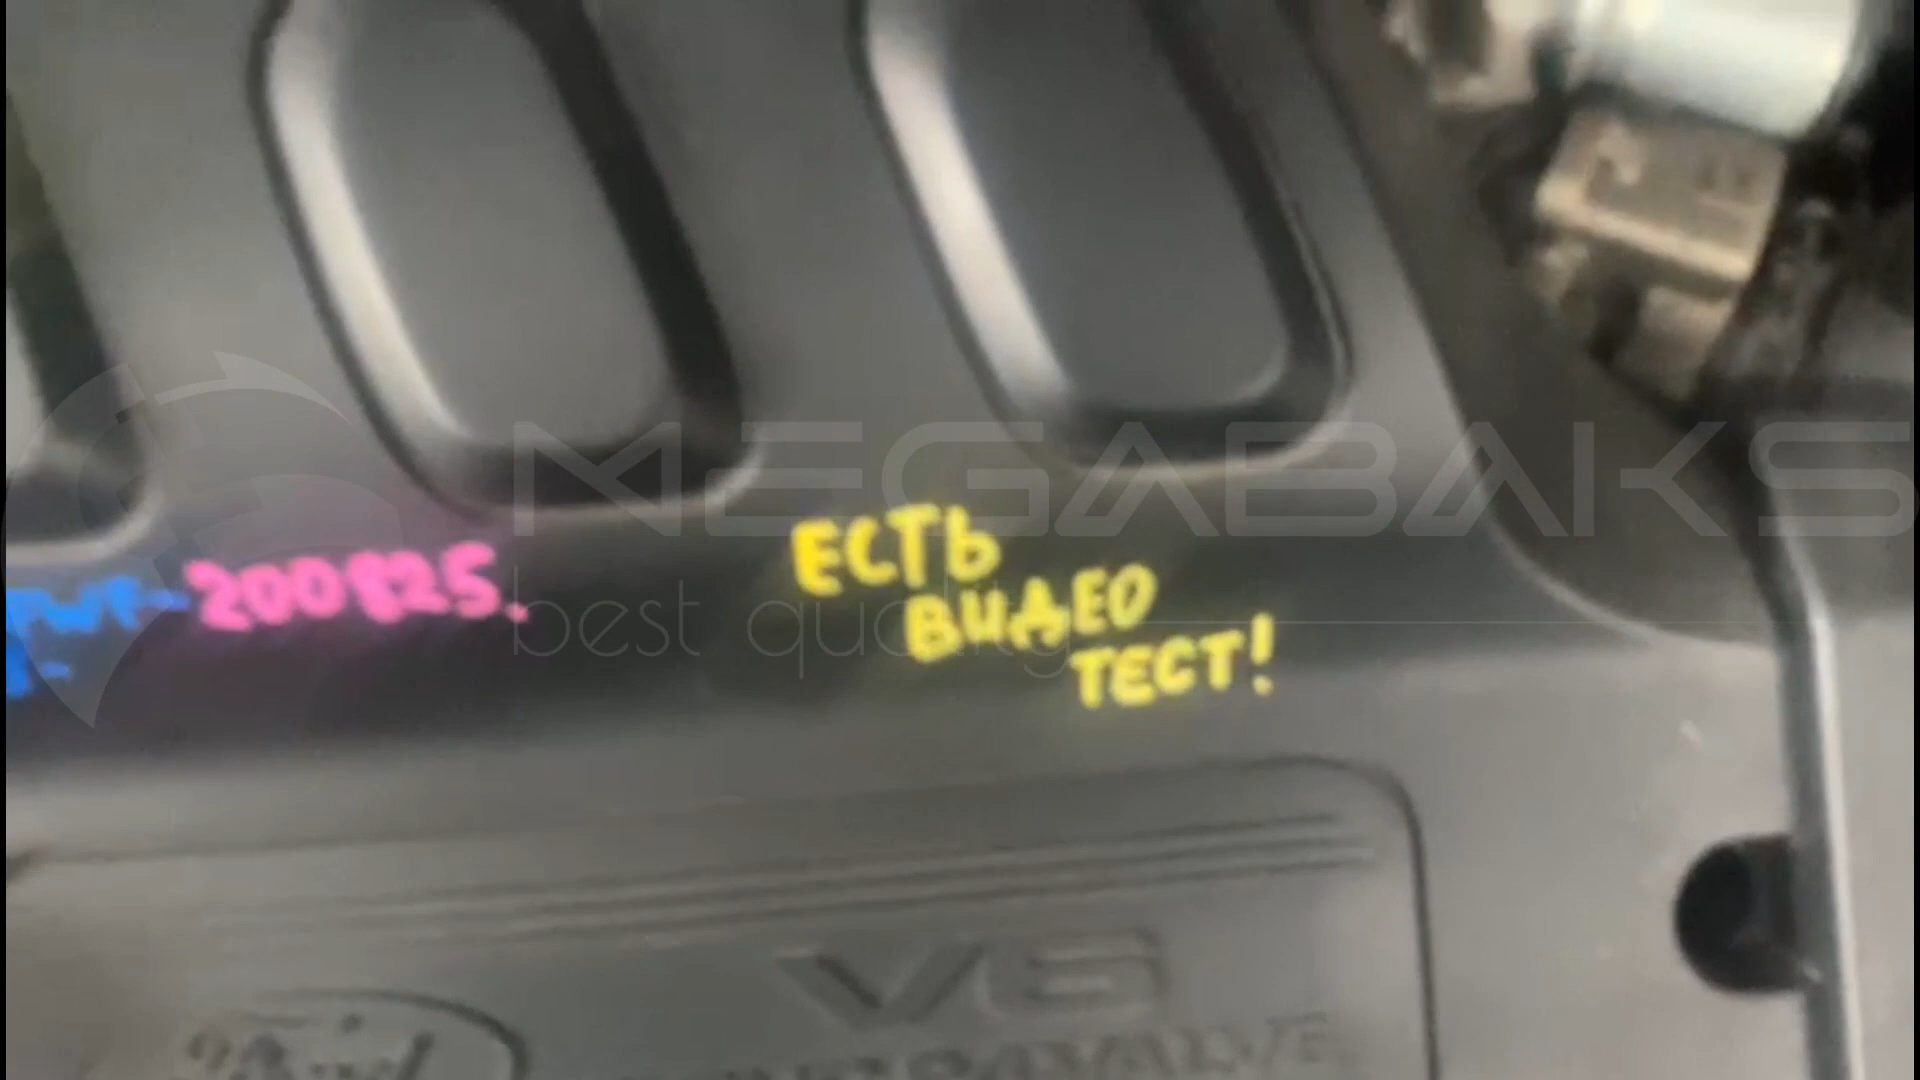 MEGABAKS
best quality
200825.
ЕСТЬ
ВИДЕО
ТЕСТ!
V6